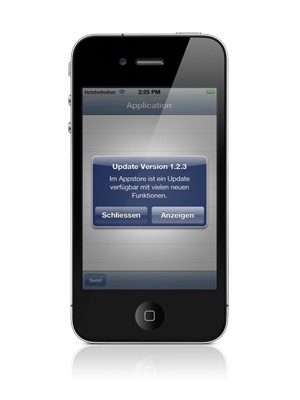 Netzbetreiber 2:25 PM
Application
Update Version 1.2.3
Im Appstore ist ein Update
verfügbar mit vielen neuen
Funktionen.
Schliessen Anzeigen
Send